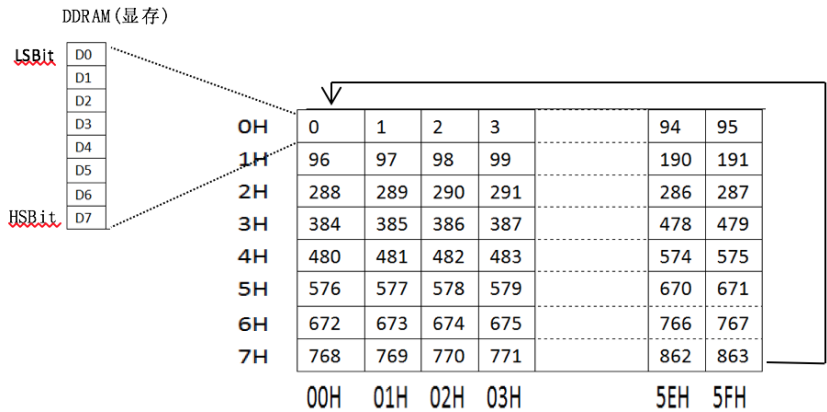 DDRAM(显存)
LSBit D0
D1
D2
D3
D4
D5
D6
HSBit D7
0H 0 1 2 3 94 95
1H 96 97 98 99 190 191
2H 288 289 290 291 286 287
3H 384 385 386 387 478 479
4H 480 481 482 483 574 575
5H 576 577 578 579 670 671
6H 672 673 674 675 766 767
7H 768 769 770 771 862 863
00H 01H 02H 03H 5EH 5FH